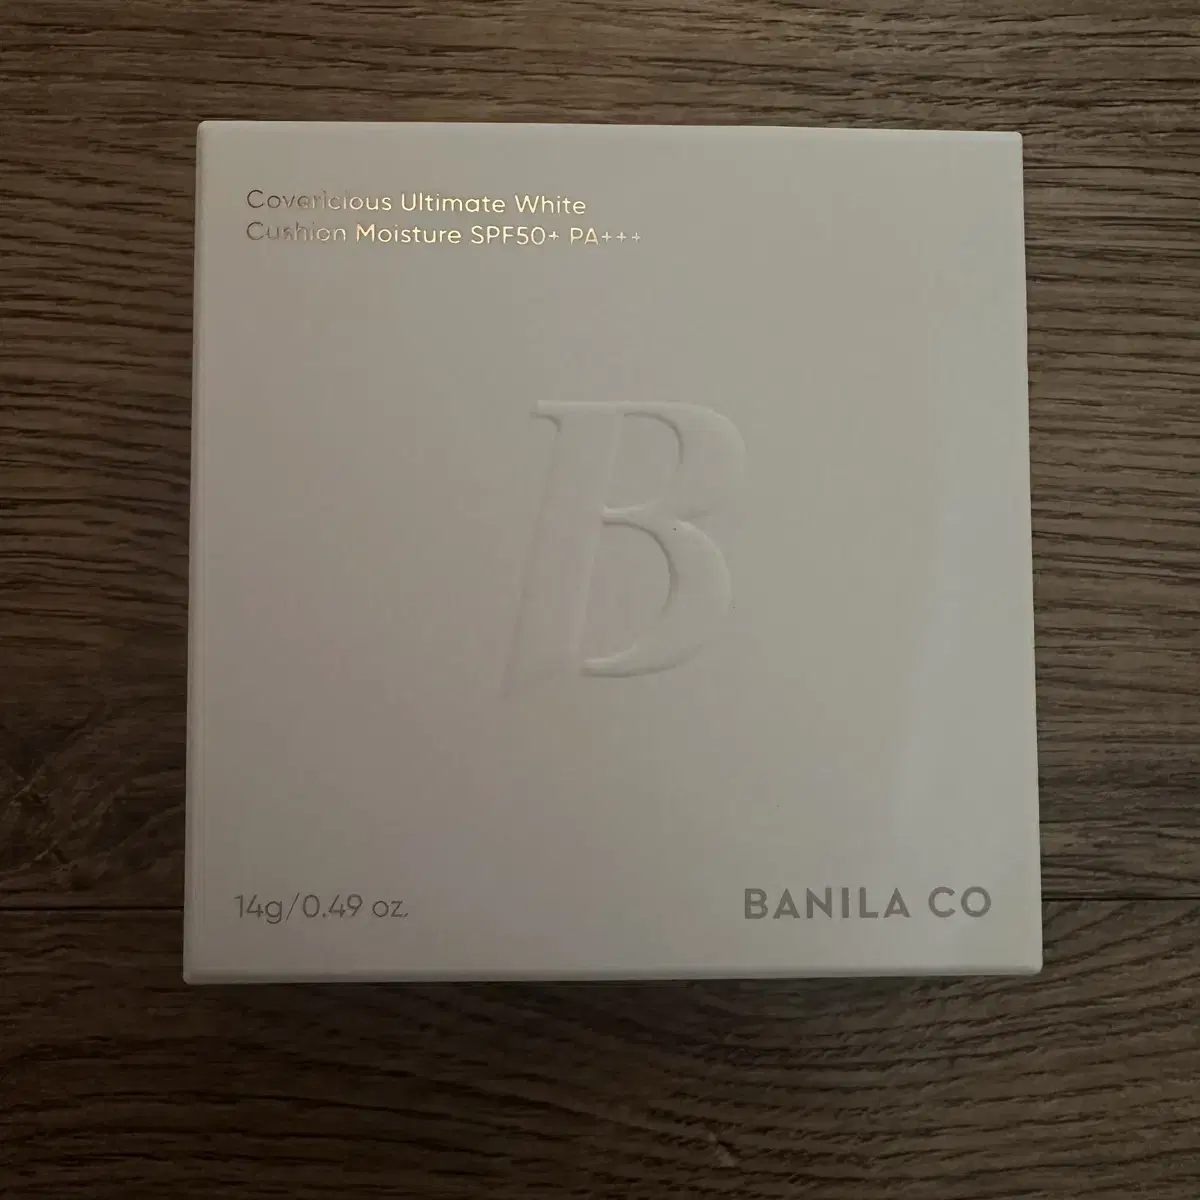 Covericious Ultimate White
Cushion Moisture SPF50+ PA+++
B
14g/0.49 oz.
BANILA CO